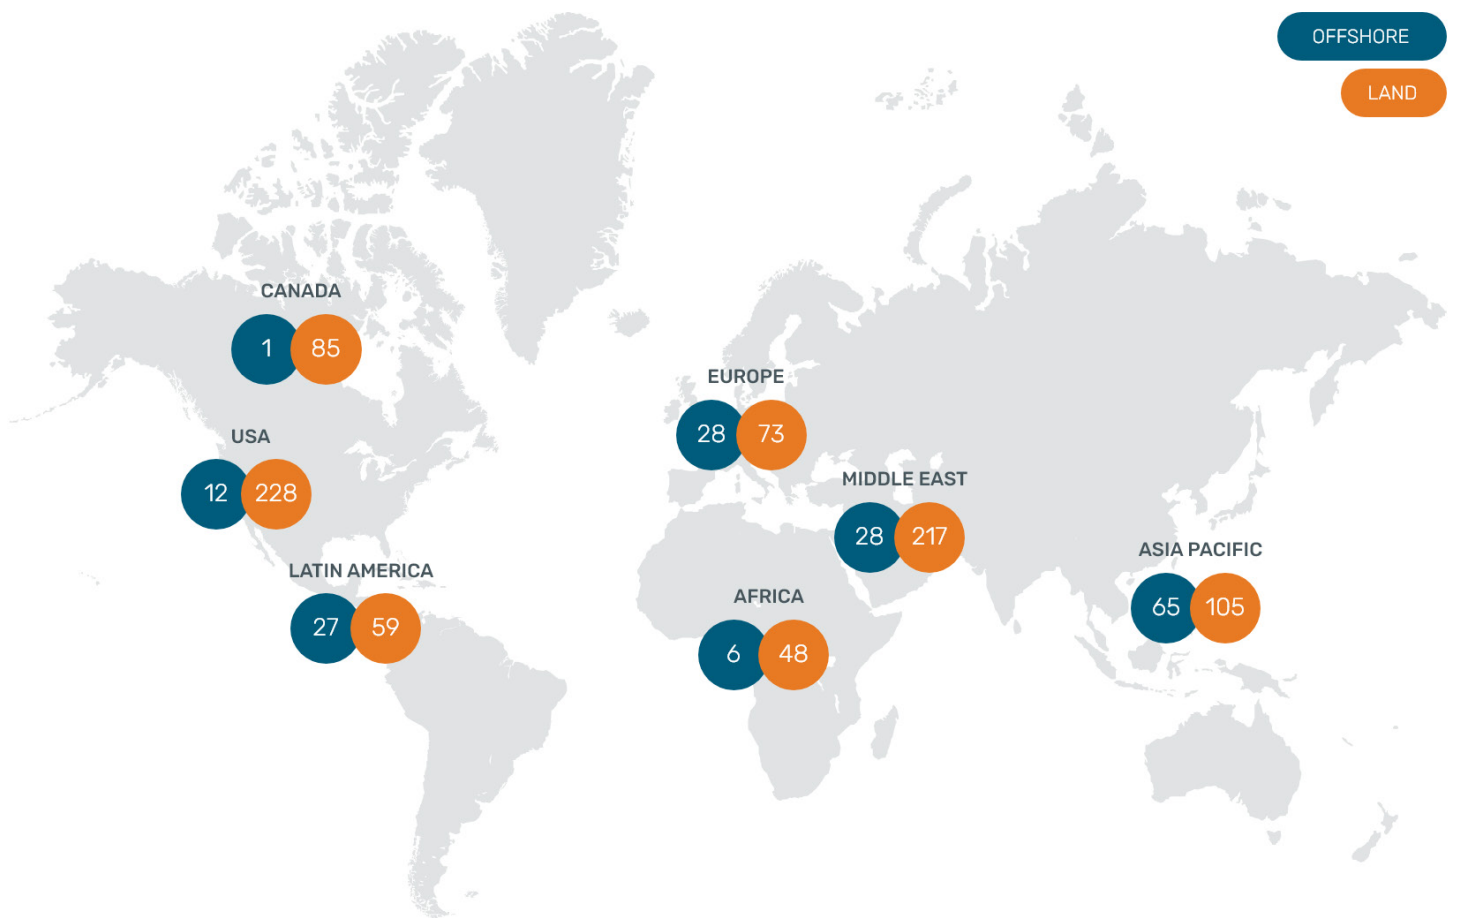 OFFSHORE
LAND
CANADA
1 85
EUROPE
28 73
USA
12 228
MIDDLE EAST
28 217
ASIA PACIFIC
65 105
LATIN AMERICA
27 59
AFRICA
6 48